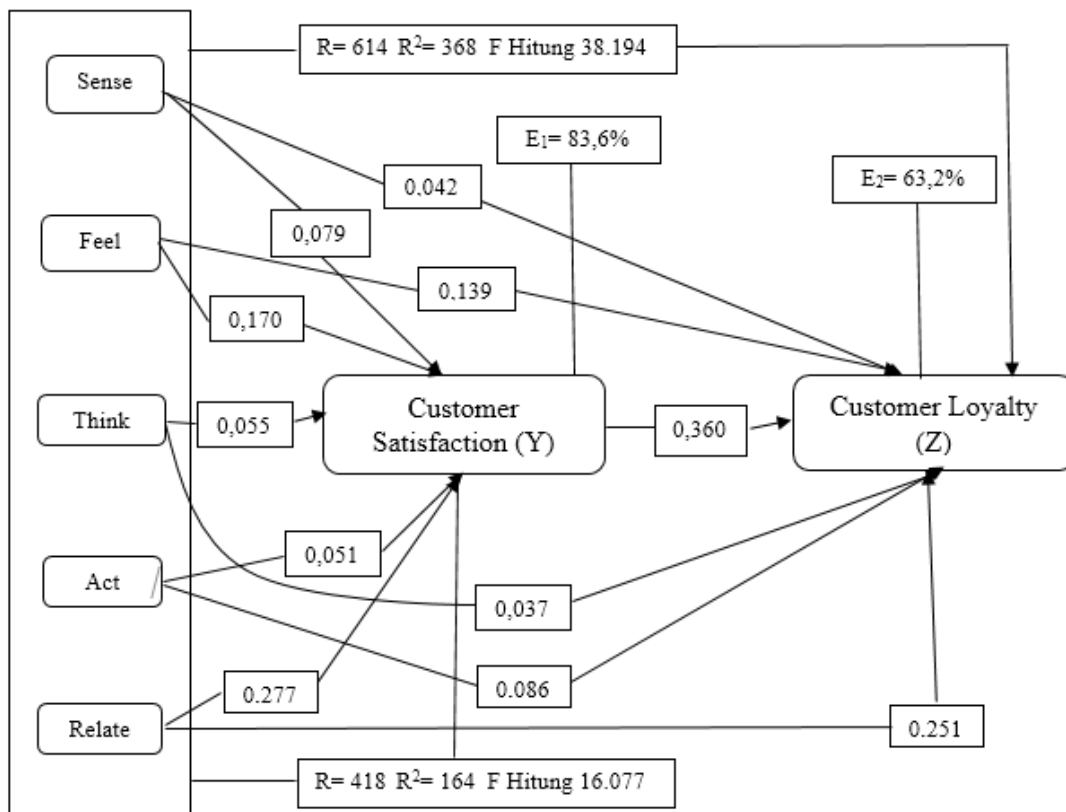 R= 614 R²= 368 F Hitung 38.194
Sense
E₁= 83,6%
E₂= 63,2%
0,042
Feel
0,079
0,139
0,170
Think
0,055
Customer
Satisfaction (Y)
0,360
Customer Loyalty
(Z)
Act
0,051
0,037
0.086
Relate
0.277
0.251
R= 418 R²= 164 F Hitung 16.077